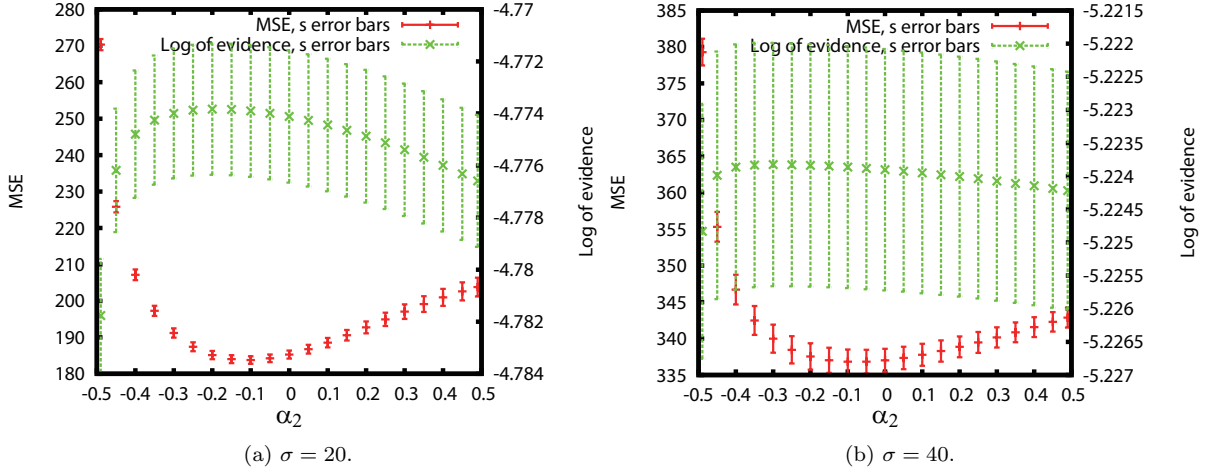 MSE, s error bars
Log of evidence, s error bars
270
260
250
240
230
220
210
200
190
180
-4.77
-4.772
-4.774
-4.776
-4.778
-4.78
-4.782
-4.784
-0.5 -0.4 -0.3 -0.2 -0.1 0 0.1 0.2 0.3 0.4 0.5
MSE
Log of evidence
α2
(a) σ = 20.
MSE, s error bars
Log of evidence, s error bars
385
380
375
370
365
360
355
350
345
340
335
-5.2215
-5.222
-5.2225
-5.223
-5.2235
-5.224
-5.2245
-5.225
-5.2255
-5.226
-5.2265
-5.227
-0.5 -0.4 -0.3 -0.2 -0.1 0 0.1 0.2 0.3 0.4 0.5
MSE
Log of evidence
α2
(b) σ = 40.